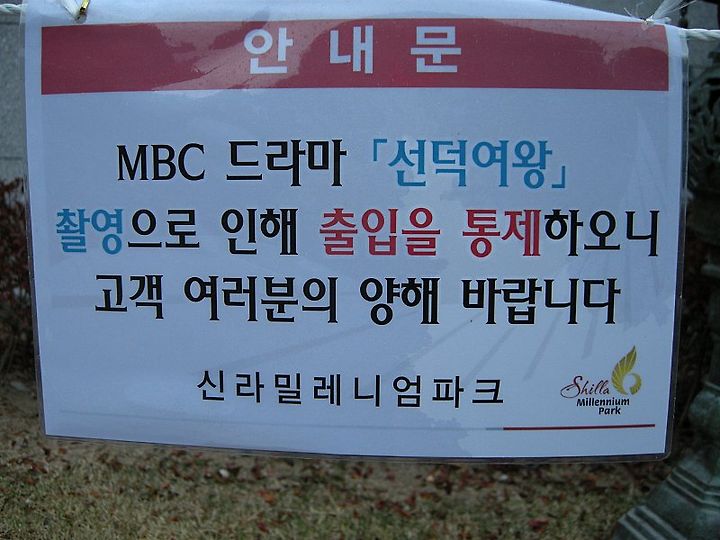 안내문
MBC 드라마 「선덕여왕」
촬영으로 인해 출입을 통제하오니
고객 여러분의 양해 바랍니다
신라밀레니엄파크
Shilla
Millennium
Park